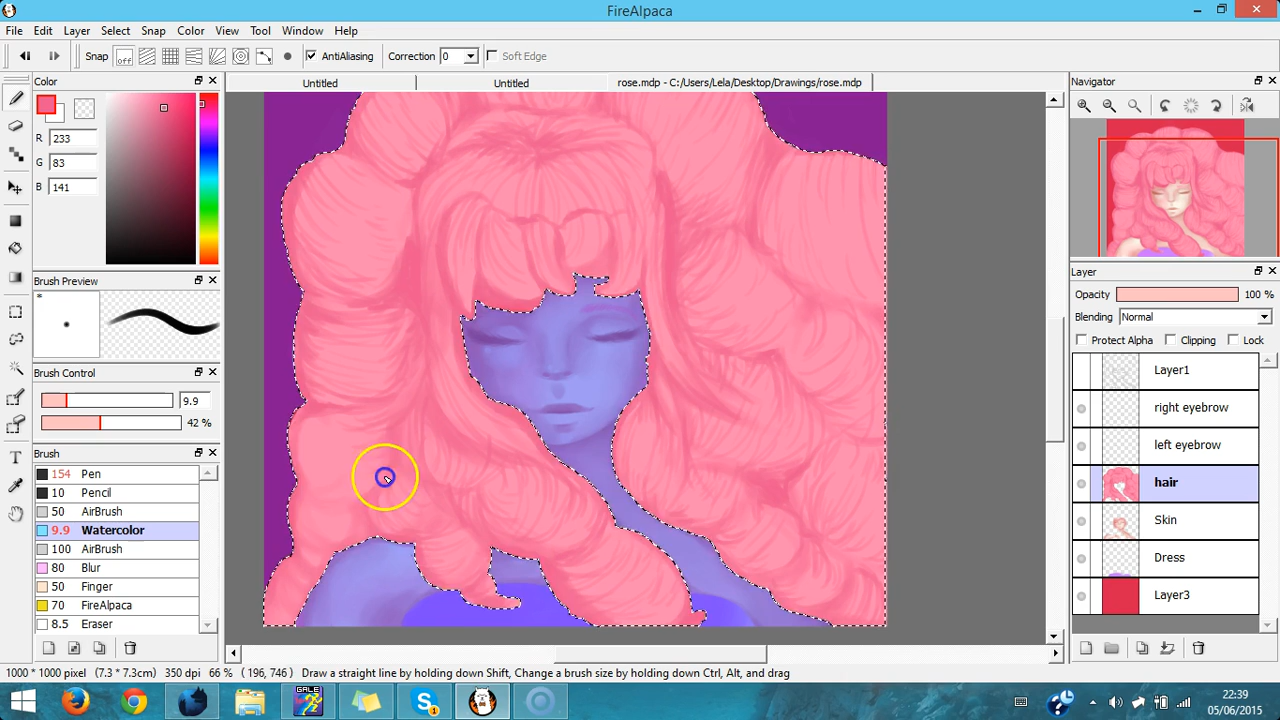 FireAlpaca
File Edit Layer Select Snap Color View Tool Window Help
Snap off AntiAliasing Correction 0 Soft Edge
Color
Untitled Untitled rose.mdp - C:/Users/Lela/Desktop/Drawings/rose.mdp
Navigator
R 233
G 83
B 141
Brush Preview
*
Layer
Opacity 100 %
Blending Normal
Protect Alpha Clipping Lock
Brush Control
9.9
42 %
Layer1
right eyebrow
left eyebrow
hair
Skin
Dress
Layer3
Brush
154 Pen
10 Pencil
50 AirBrush
9.9 Watercolor
100 AirBrush
80 Blur
50 Finger
70 FireAlpaca
8.5 Eraser
T
1000 * 1000 pixel (7.3 * 7.3cm) 350 dpi 66 % ( 196, 746 ) Draw a straight line by holding down Shift, Change a brush size by holding down Ctrl, Alt, and drag
GALE
22:39
05/06/2015